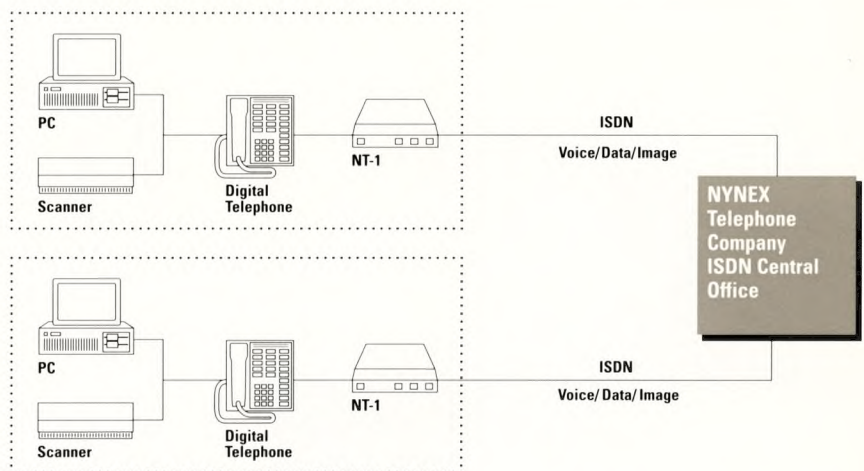 PC
Scanner
Digital
Telephone
NT-1
ISDN
Voice/Data/Image
NYNEX
Telephone
Company
ISDN Central
Office
PC
Scanner
Digital
Telephone
NT-1
ISDN
Voice/Data/Image